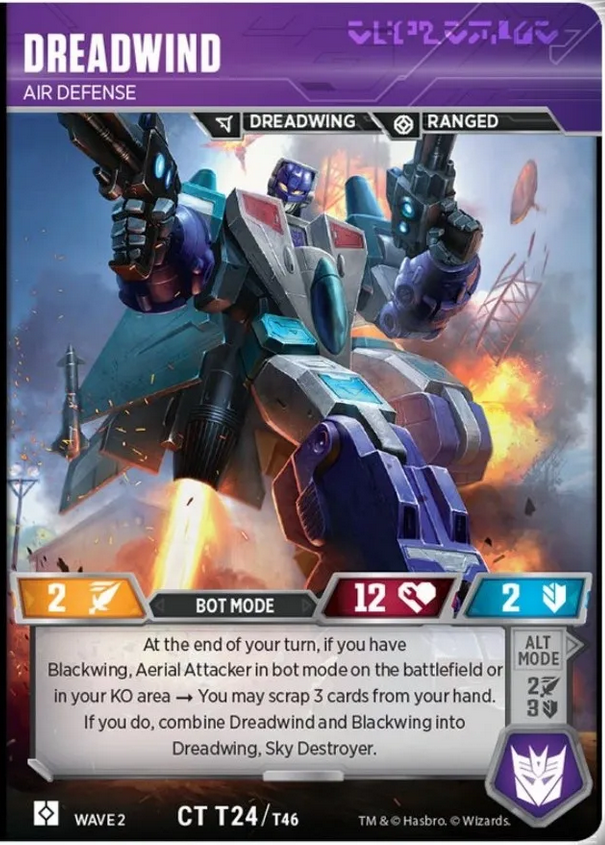 DREADWIND
AIR DEFENSE
DREADWING
RANGED
2
BOT MODE
12
2
At the end of your turn, if you have
Blackwing, Aerial Attacker in bot mode on the battlefield or
in your KO area → You may scrap 3 cards from your hand.
If you do, combine Dreadwind and Blackwing into
Dreadwing, Sky Destroyer.
ALT
MODE
2
3
WAVE 2
CT T24/T46
TM & © Hasbro. © Wizards.